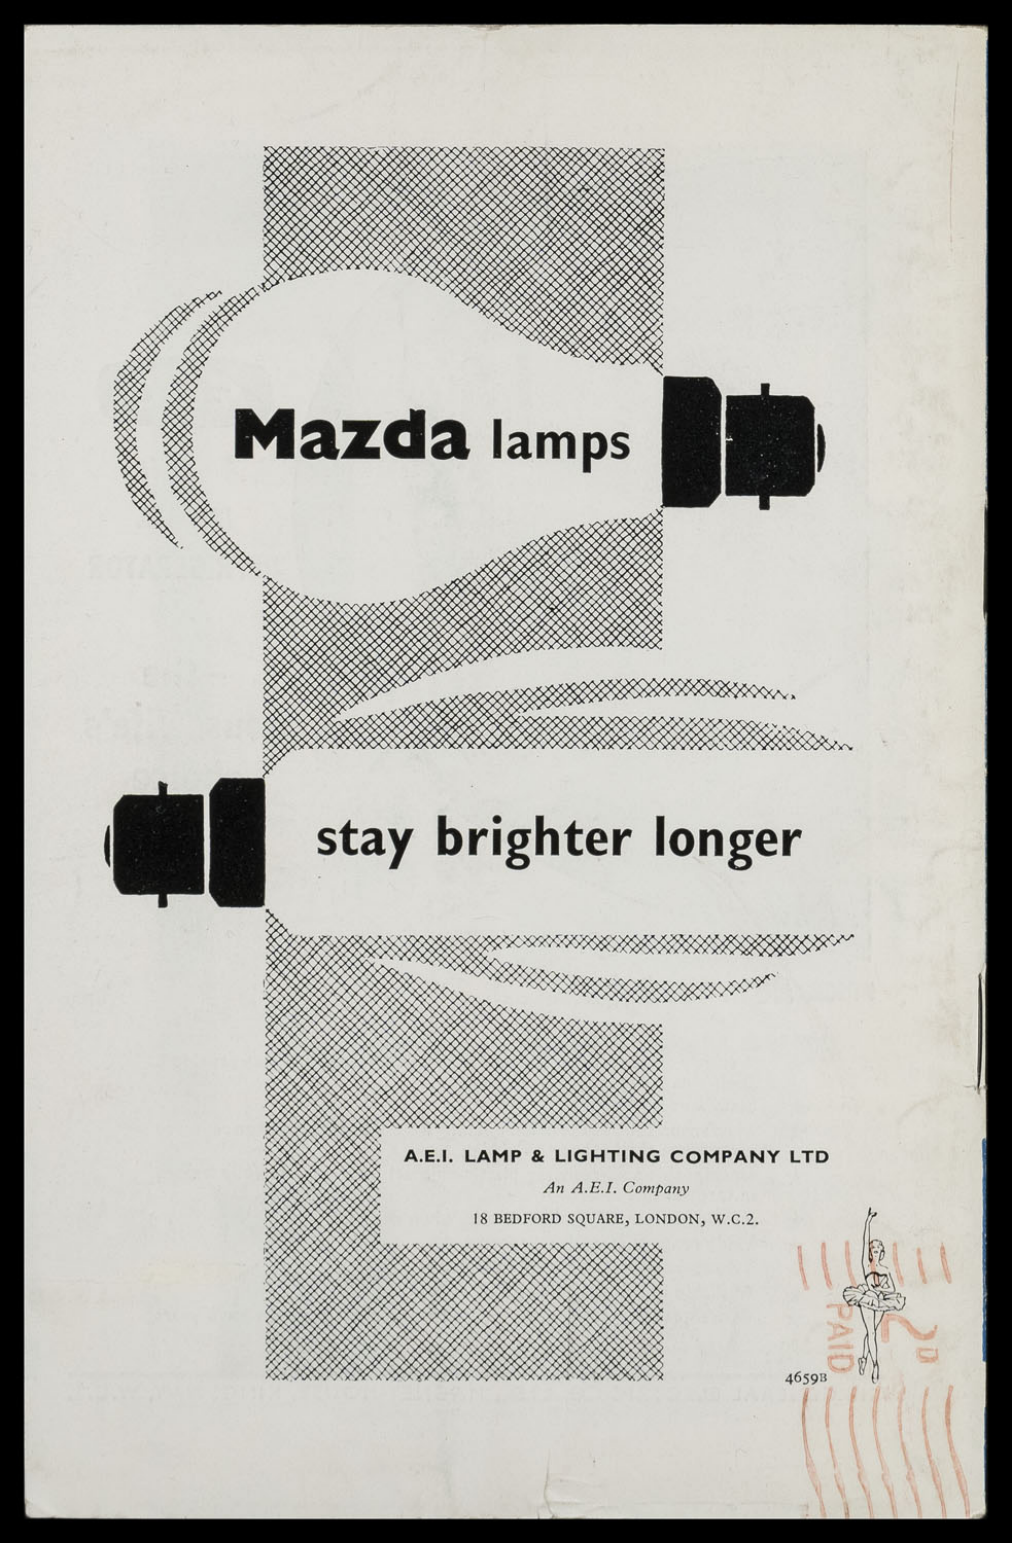 Mazda lamps
stay brighter longer
A.E.I. LAMP & LIGHTING COMPANY LTD
An A.E.I. Company
18 BEDFORD SQUARE, LONDON, W.C.2.
PAID
2D
4659B